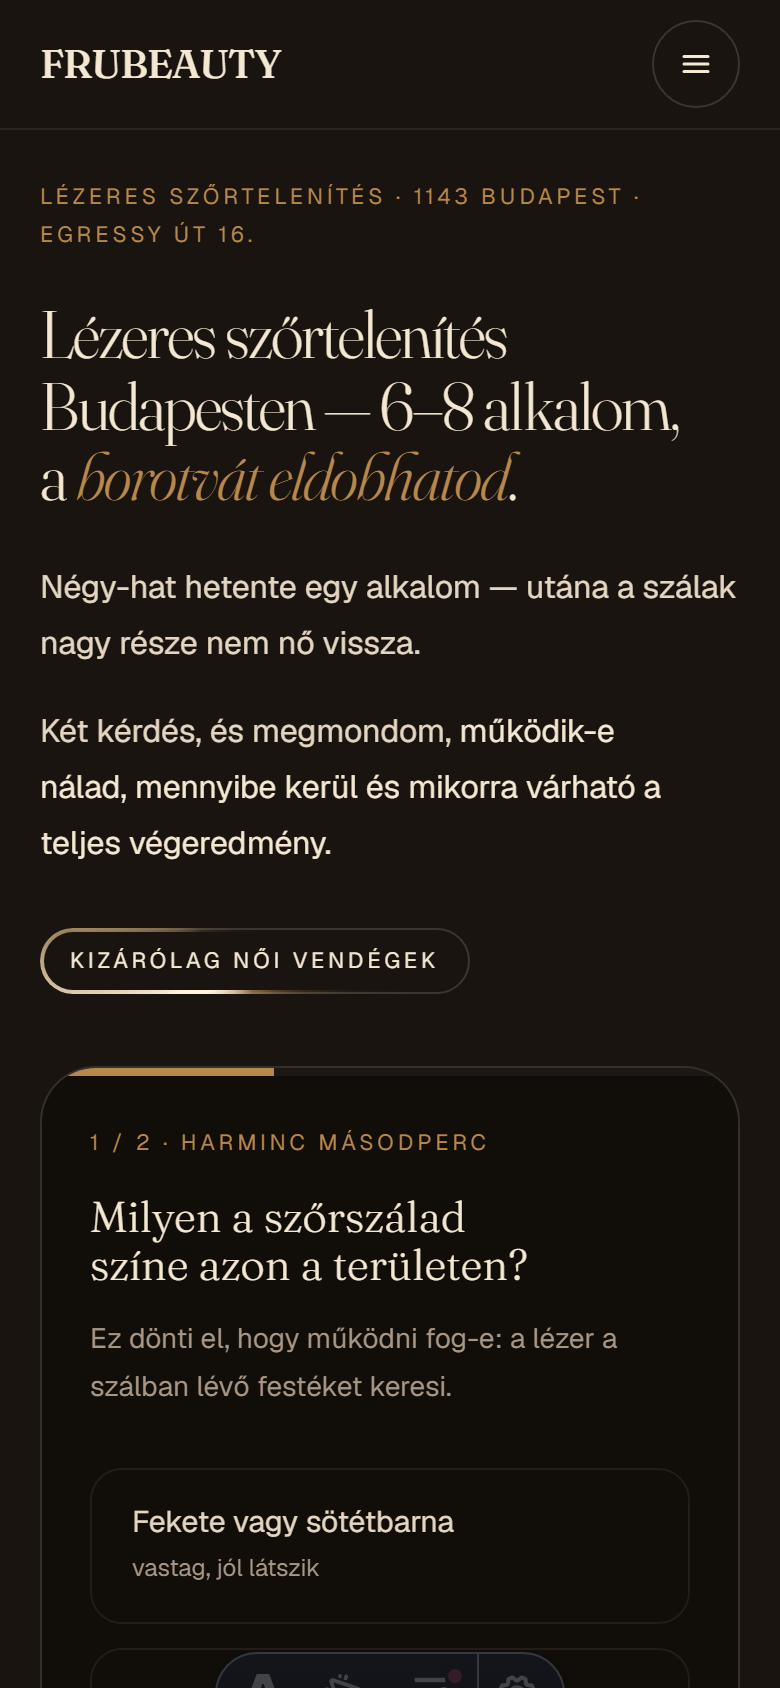 FRUBEAUTY
LÉZERES SZŐRTELENÍTÉS · 1143 BUDAPEST ·
EGRESSY ÚT 16.
Lézeres szőrtelenítés
Budapesten — 6–8 alkalom,
a borotvát eldobhatod.
Négy-hat hetente egy alkalom — utána a szálak
nagy része nem nő vissza.
Két kérdés, és megmondom, működik-e
nálad, mennyibe kerül és mikorra várható a
teljes végeredmény.
KIZÁRÓLAG NŐI VENDÉGEK
1 / 2 · HARMINC MÁSODPERC
Milyen a szőrszálad
színe azon a területen?
Ez dönti el, hogy működni fog-e: a lézer a
szálban lévő festéket keresi.
Fekete vagy sötétbarna
vastag, jól látszik